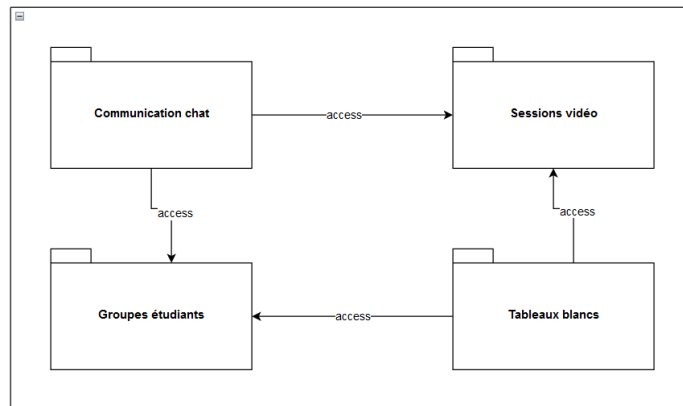 Communication chat
access
Sessions vidéo
access
access
Groupes étudiants
access
Tableaux blancs